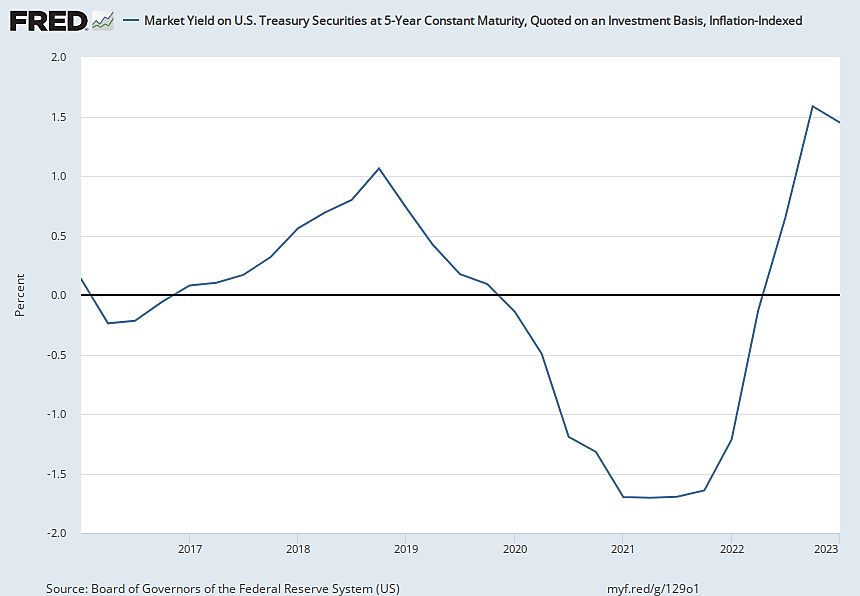 FRED
Market Yield on U.S. Treasury Securities at 5-Year Constant Maturity, Quoted on an Investment Basis, Inflation-Indexed
2.0
1.5
1.0
0.5
0.0
-0.5
-1.0
-1.5
-2.0
Percent
2017 2018 2019 2020 2021 2022 2023
Source: Board of Governors of the Federal Reserve System (US) myf.red/g/129o1